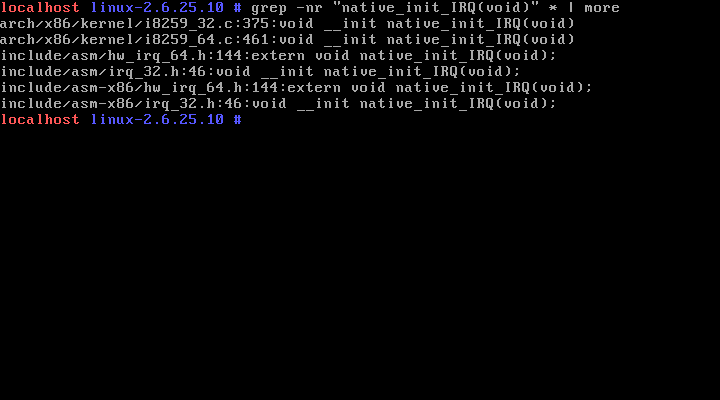 localhost linux-2.6.25.10 # grep -nr "native_init_IRQ(void)" * | more
arch/x86/kernel/i8259_32.c:375:void __init native_init_IRQ(void)
arch/x86/kernel/i8259_64.c:461:void __init native_init_IRQ(void)
include/asm/hw_irq_64.h:144:extern void native_init_IRQ(void);
include/asm/irq_32.h:46:void __init native_init_IRQ(void);
include/asm-x86/hw_irq_64.h:144:extern void native_init_IRQ(void);
include/asm-x86/irq_32.h:46:void __init native_init_IRQ(void);
localhost linux-2.6.25.10 #